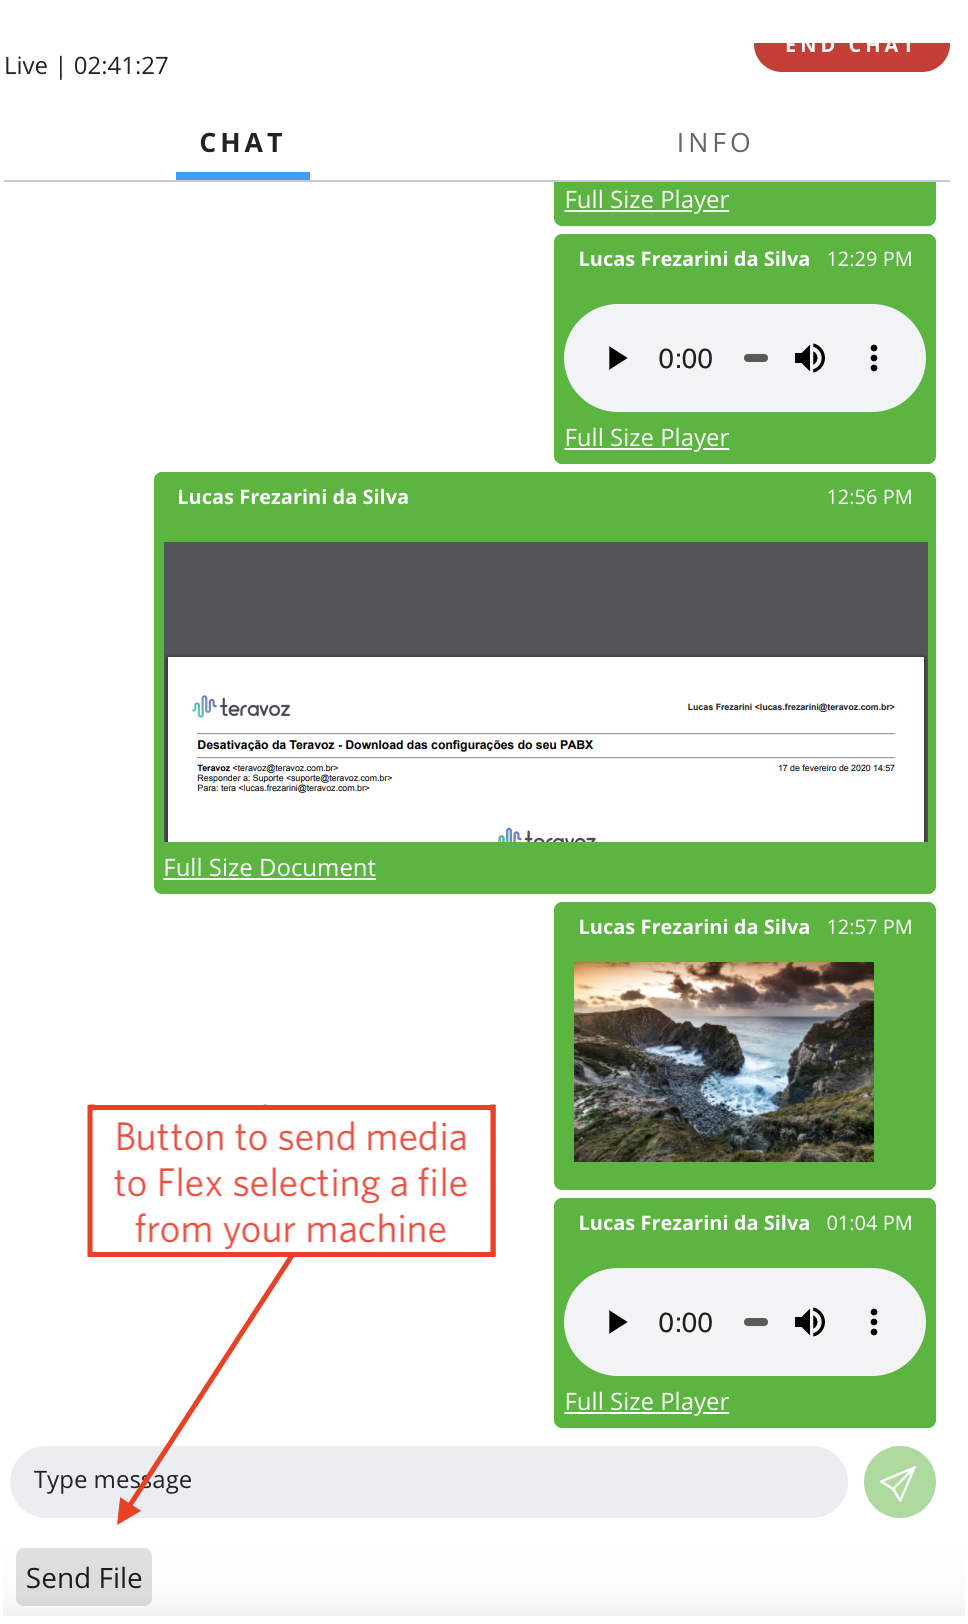 END CHAT
Live | 02:41:27
CHAT
INFO
Full Size Player
Lucas Frezarini da Silva 12:29 PM
0:00
Full Size Player
Lucas Frezarini da Silva 12:56 PM
teravoz
Lucas Frezarini <lucas.frezarini@teravoz.com.br>
Desativação da Teravoz - Download das configurações do seu PABX
Teravoz <teravoz@teravoz.com.br> 17 de fevereiro de 2020 14:57
Responder a: Suporte <suporte@teravoz.com.br>
Para: tera <lucas.frezarini@teravoz.com.br>
teravoz
Full Size Document
Lucas Frezarini da Silva 12:57 PM
Button to send media
to Flex selecting a file
from your machine
Lucas Frezarini da Silva 01:04 PM
0:00
Full Size Player
Type message
Send File